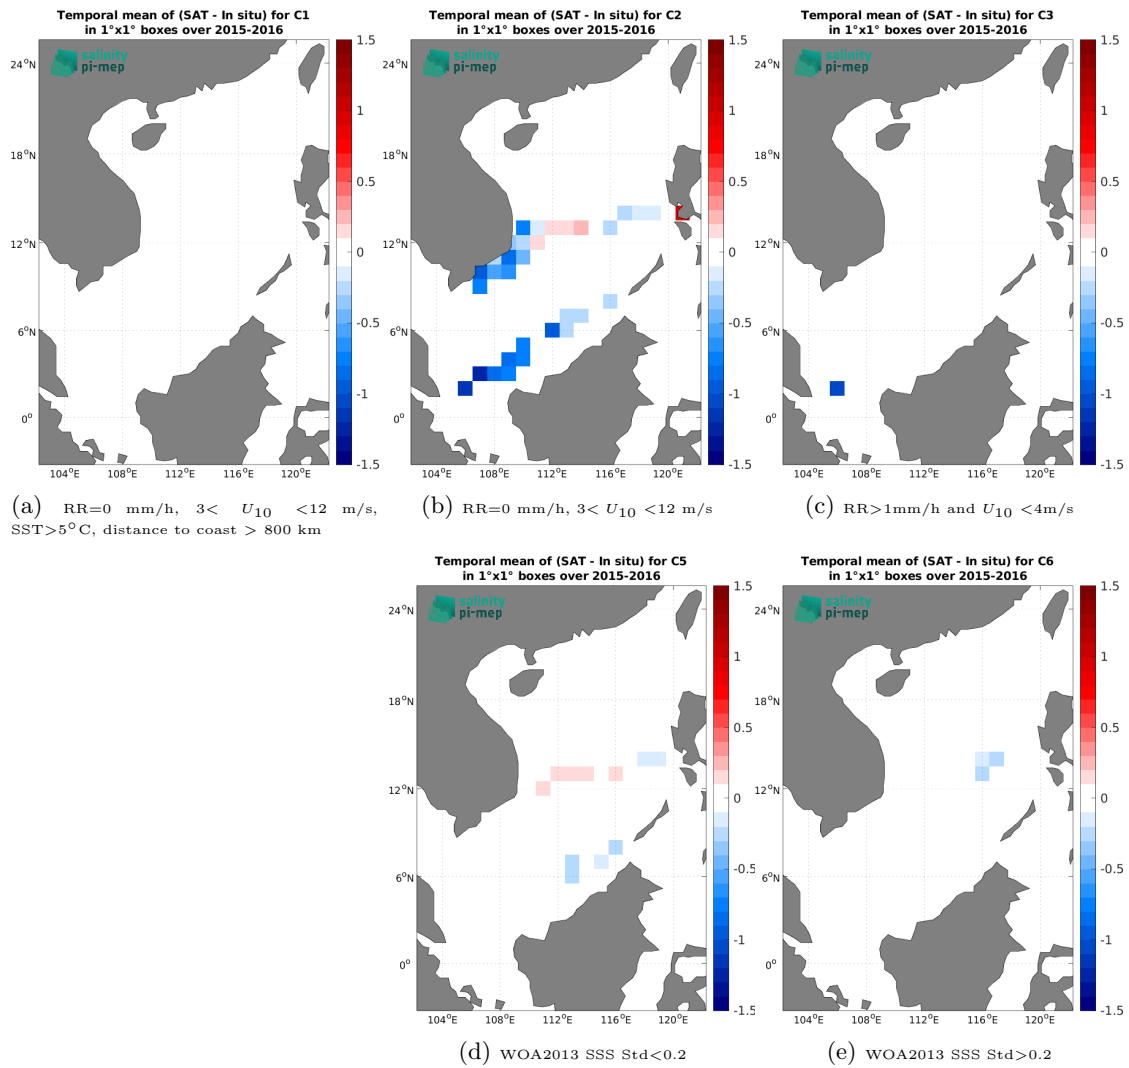 Temporal mean of (SAT - In situ) for C1
in 1°x1° boxes over 2015-2016
salinity
pi-mep
24°N
18°N
12°N
6°N
0°
104°E 108°E 112°E 116°E 120°E
1.5
1
0.5
0
-0.5
-1
-1.5
(a) RR=0 mm/h, 3< U10 <12 m/s,
SST>5°C, distance to coast > 800 km
Temporal mean of (SAT - In situ) for C2
in 1°x1° boxes over 2015-2016
salinity
pi-mep
24°N
18°N
12°N
6°N
0°
104°E 108°E 112°E 116°E 120°E
1.5
1
0.5
0
-0.5
-1
-1.5
(b) RR=0 mm/h, 3< U10 <12 m/s
Temporal mean of (SAT - In situ) for C3
in 1°x1° boxes over 2015-2016
salinity
pi-mep
24°N
18°N
12°N
6°N
0°
104°E 108°E 112°E 116°E 120°E
1.5
1
0.5
0
-0.5
-1
-1.5
(c) RR>1mm/h and U10 <4m/s
Temporal mean of (SAT - In situ) for C5
in 1°x1° boxes over 2015-2016
salinity
pi-mep
24°N
18°N
12°N
6°N
0°
104°E 108°E 112°E 116°E 120°E
1.5
1
0.5
0
-0.5
-1
-1.5
(d) WOA2013 SSS Std<0.2
Temporal mean of (SAT - In situ) for C6
in 1°x1° boxes over 2015-2016
salinity
pi-mep
24°N
18°N
12°N
6°N
0°
104°E 108°E 112°E 116°E 120°E
1.5
1
0.5
0
-0.5
-1
-1.5
(e) WOA2013 SSS Std>0.2